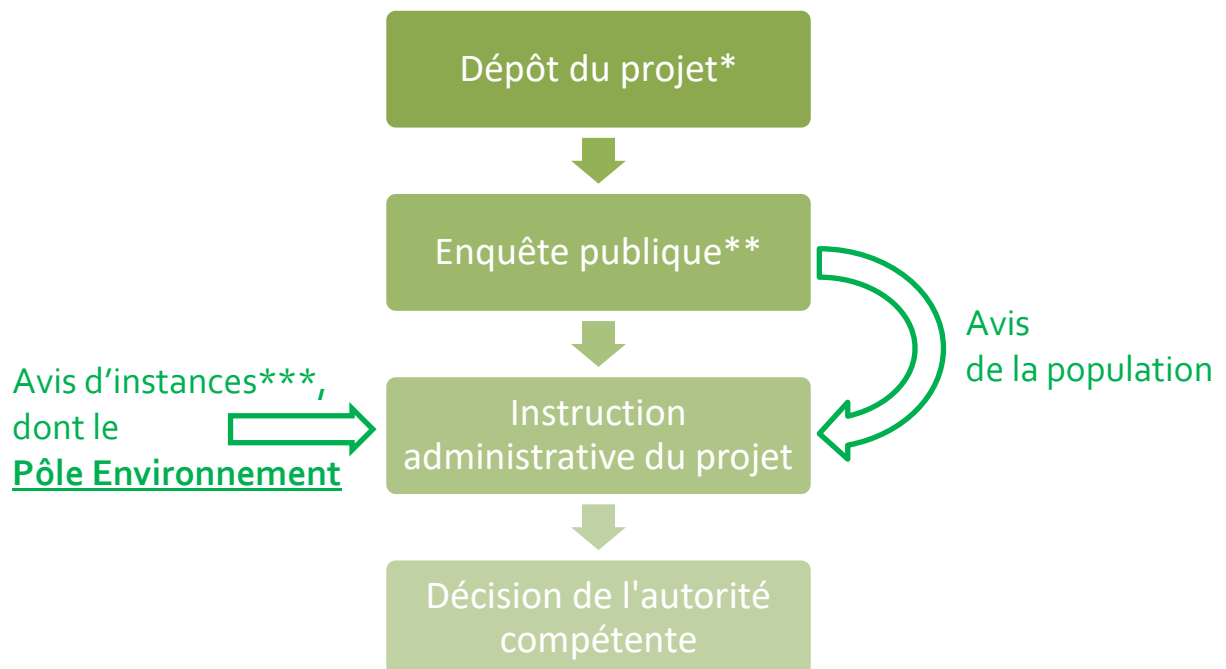 Dépôt du projet*
Enquête publique**
Avis
de la population
Avis d’instances***,
dont le
Pôle Environnement
Instruction
administrative du projet
Décision de l'autorité
compétente